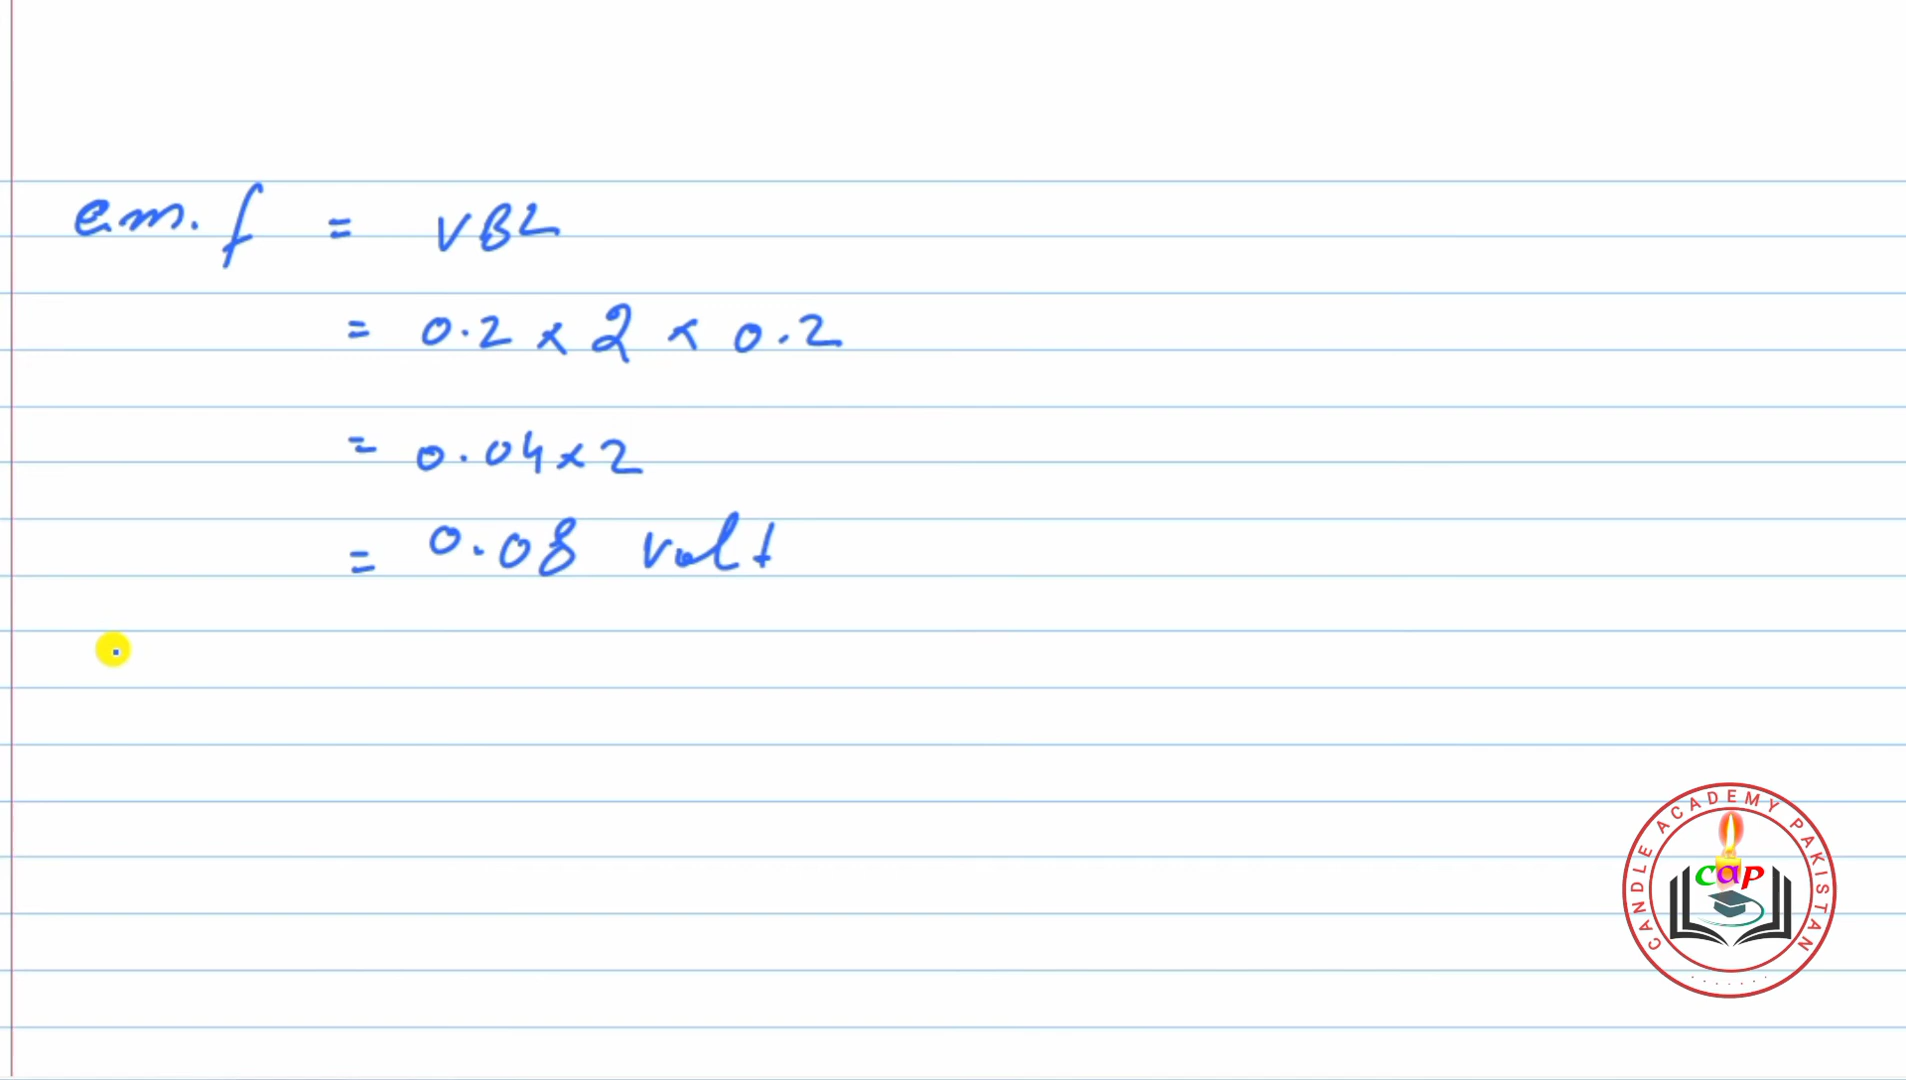 e.m.f = VBL
= 0.2 × 2 × 0.2
= 0.04 × 2
= 0.08 volt
CANDLE ACADEMY PAKISTAN
CAP